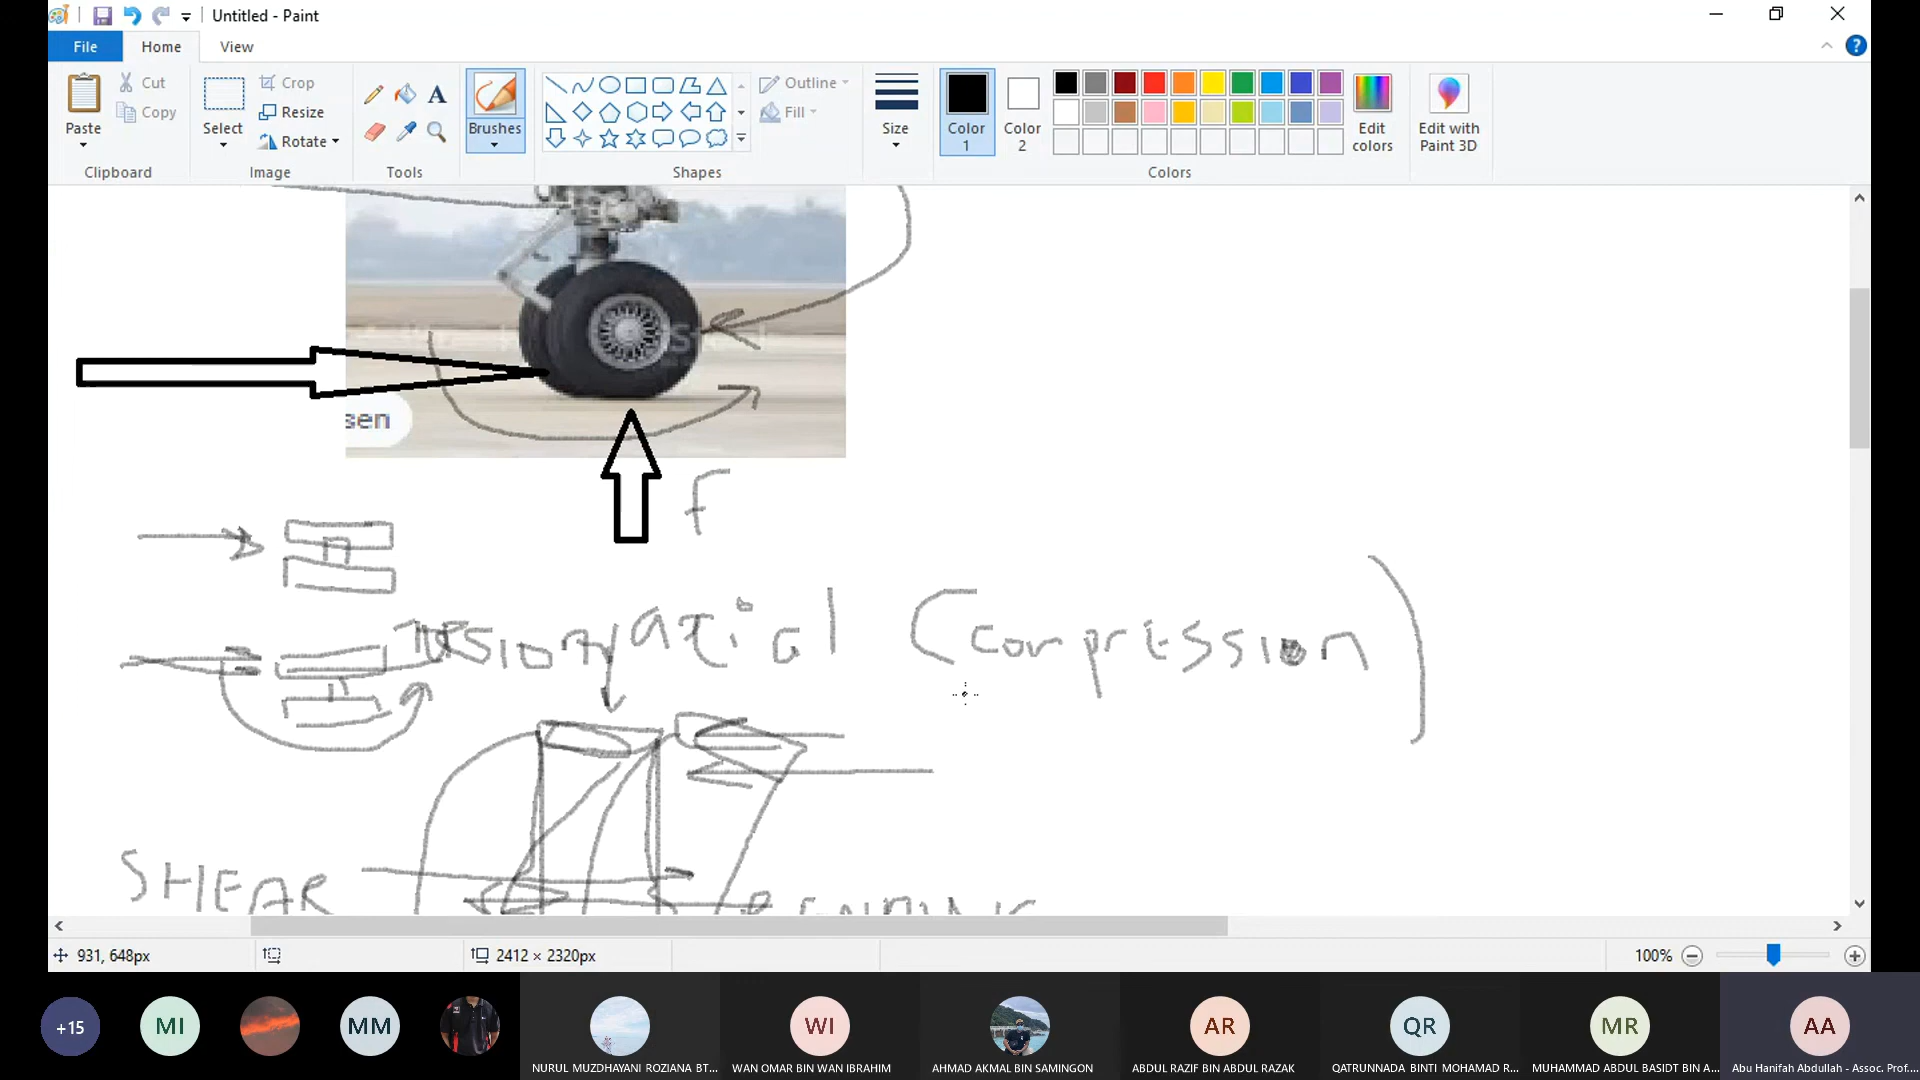 Untitled - Paint
File Home View
Paste
Cut
Copy
Clipboard
Select
Crop
Resize
Rotate
Image
A
Tools
Brushes
Outline
Fill
Shapes
Size
Color 1
Color 2
Edit colors
Colors
Edit with Paint 3D
sen
F
axial (compression)
SHEAR
931, 648px
2412 × 2320px
100%
+15
MI
MM
WI
AR
QR
MR
AA
NURUL MUZDHAYANI ROZIANA BT...
WAN OMAR BIN WAN IBRAHIM
AHMAD AKMAL BIN SAMINGON
ABDUL RAZIF BIN ABDUL RAZAK
QATRUNNADA BINTI MOHAMAD R...
MUHAMMAD ABDUL BASIDT BIN A...
Abu Hanifah Abdullah - Assoc. Prof....